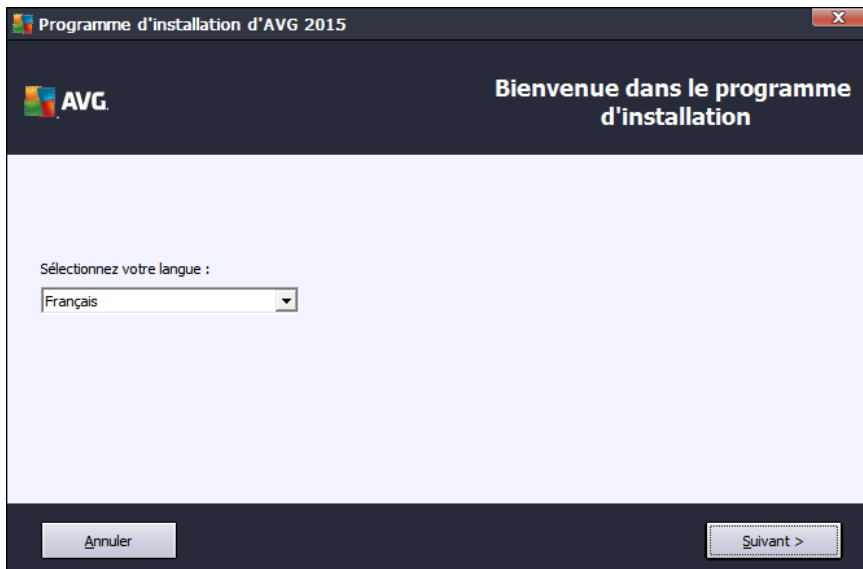 Programme d'installation d'AVG 2015
X
AVG.
Bienvenue dans le programme
d'installation
Sélectionnez votre langue :
Français
Annuler
Suivant >